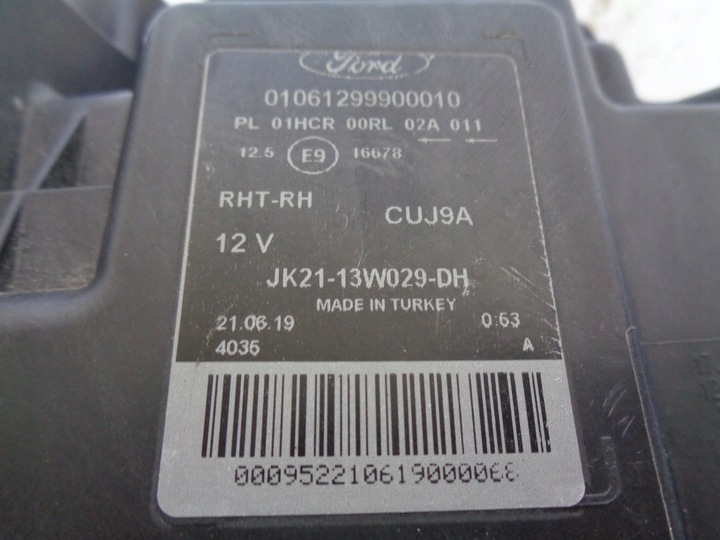 Ford
01061299900010
PL 01HCR 00RL 02A 011
12.5 E9 16678
RHT-RH
CUJ9A
12 V
JK21-13W029-DH
MADE IN TURKEY
21.06.19 0:53
4035 A